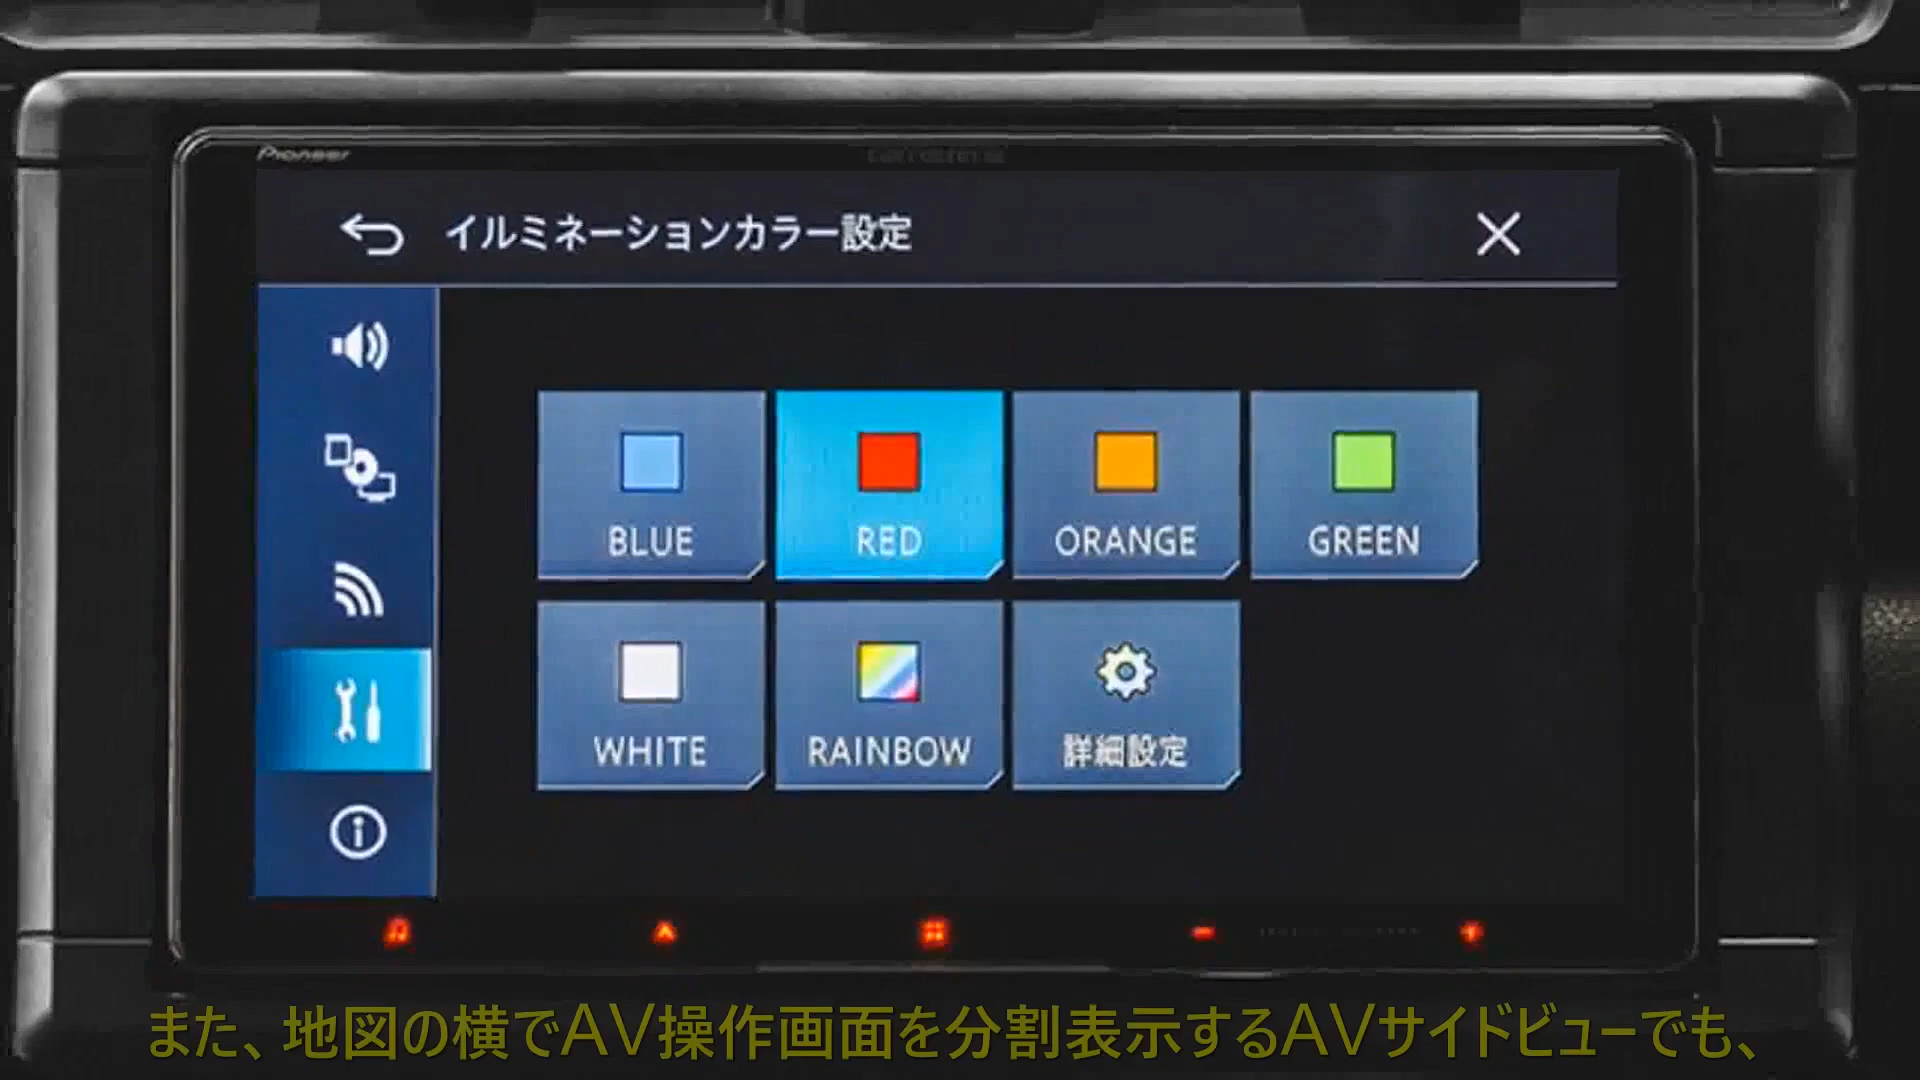 Pioneer
carrozzeria
イルミネーションカラー設定
BLUE
RED
ORANGE
GREEN
WHITE
RAINBOW
詳細設定
また、地図の横でAV操作画面を分割表示するAVサイドビューでも、